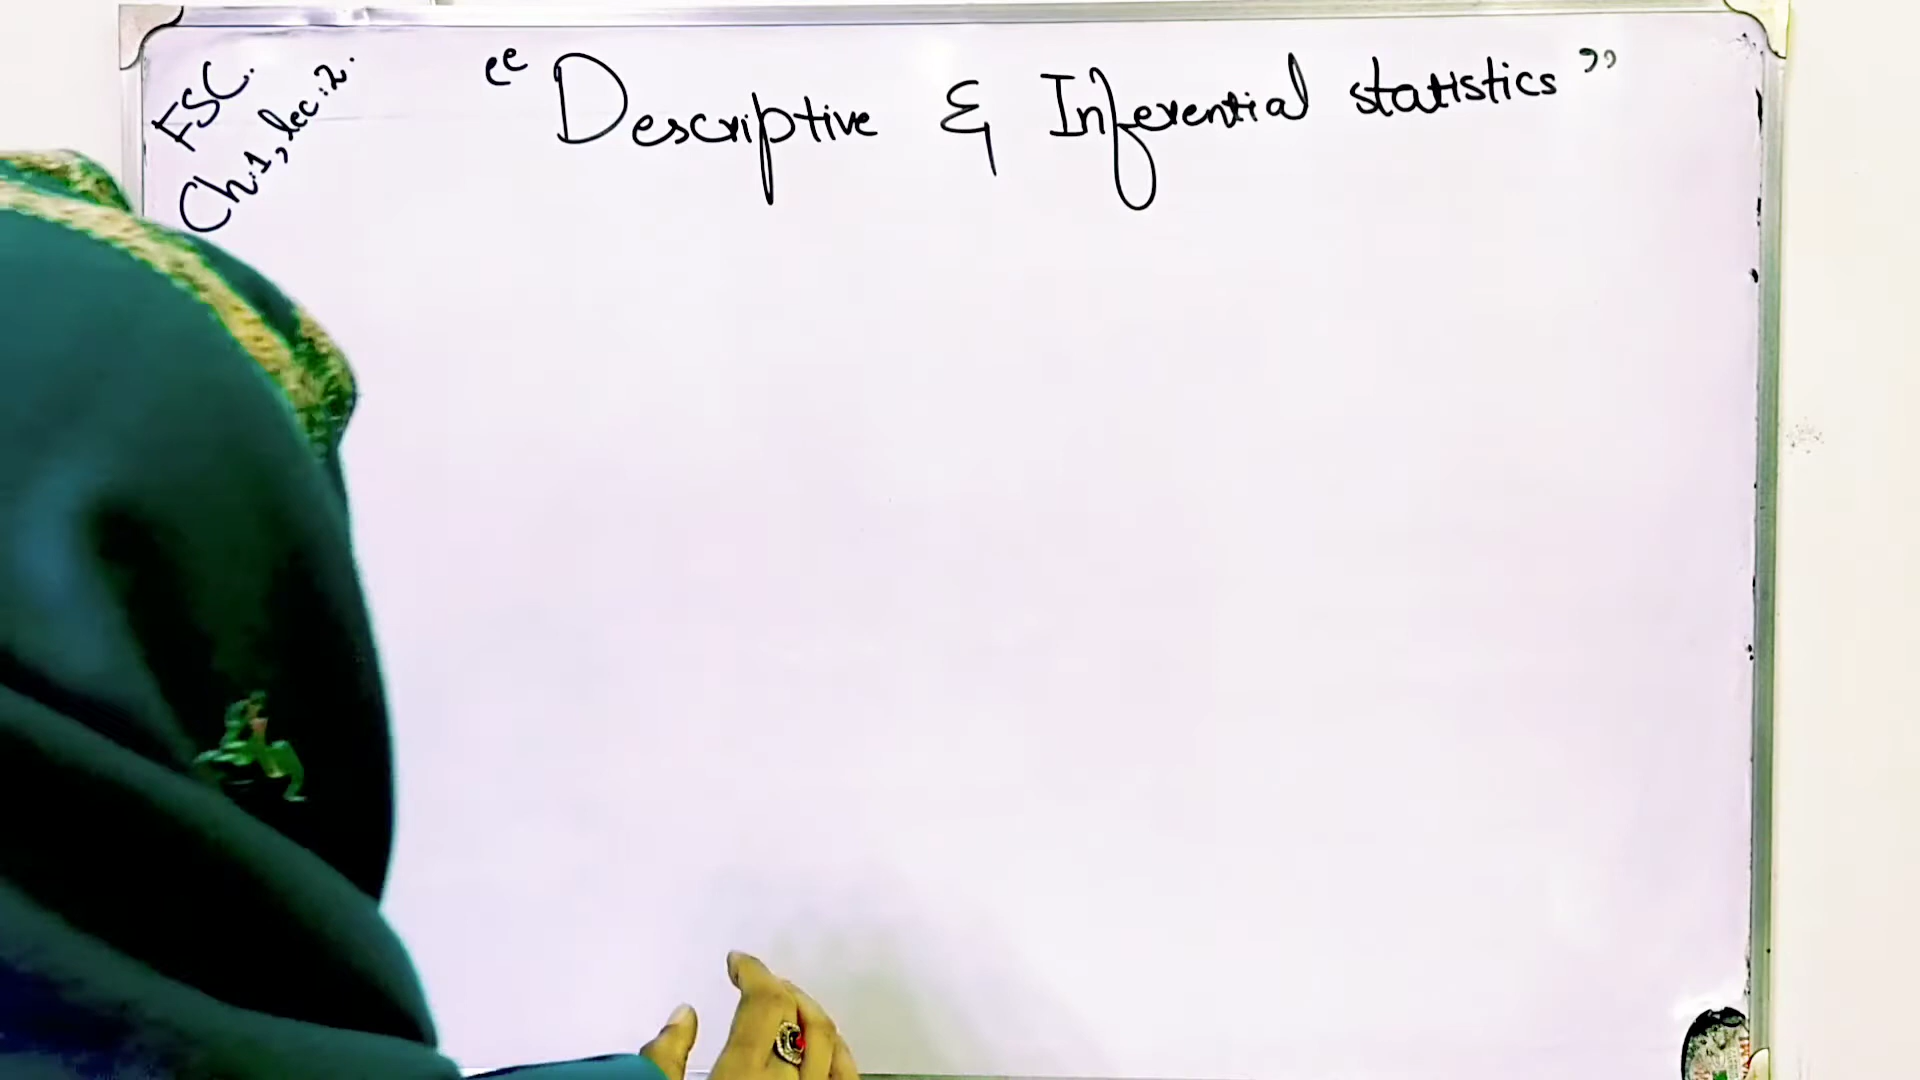 FSC.
Ch:1, lec:2.
“Descriptive & Inferential statistics”